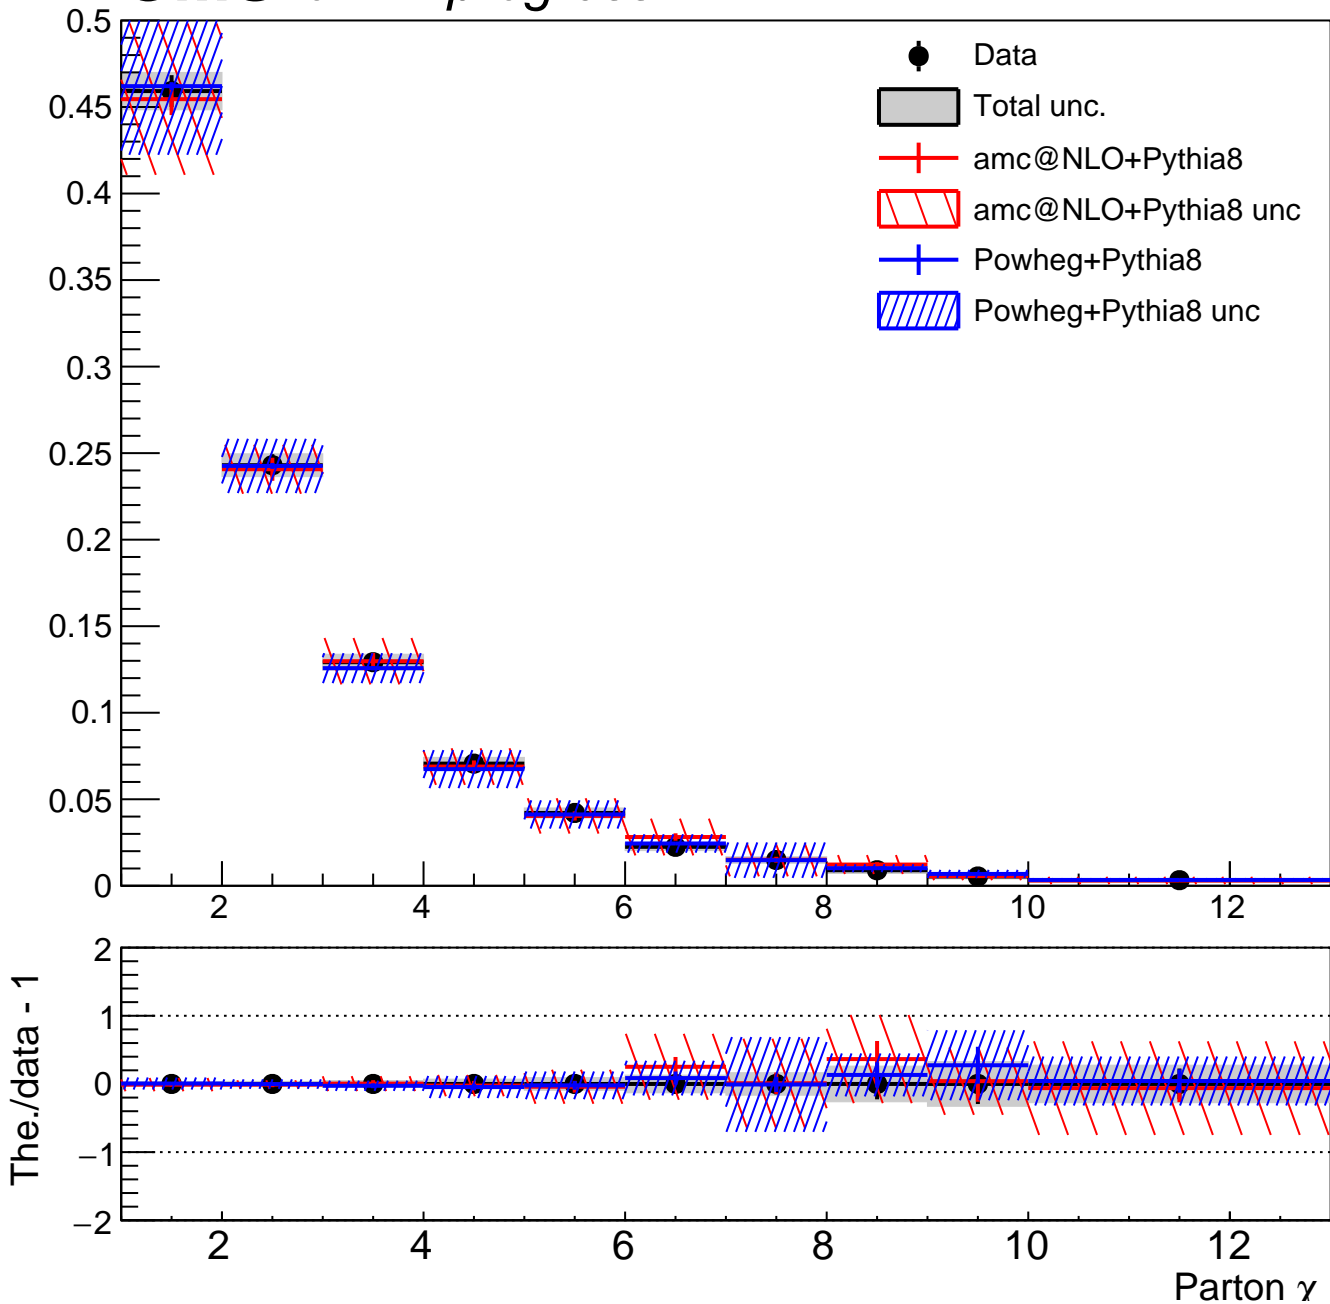 0.5
0.45
0.4
0.35
0.3
0.25
0.2
0.15
0.1
0.05
0
Data
Total unc.
amc@NLO+Pythia8
amc@NLO+Pythia8 unc
Powheg+Pythia8
Powheg+Pythia8 unc
2 4 6 8 10 12
2
1
0
−1
−2
The./data - 1
2 4 6 8 10 12
Parton χ